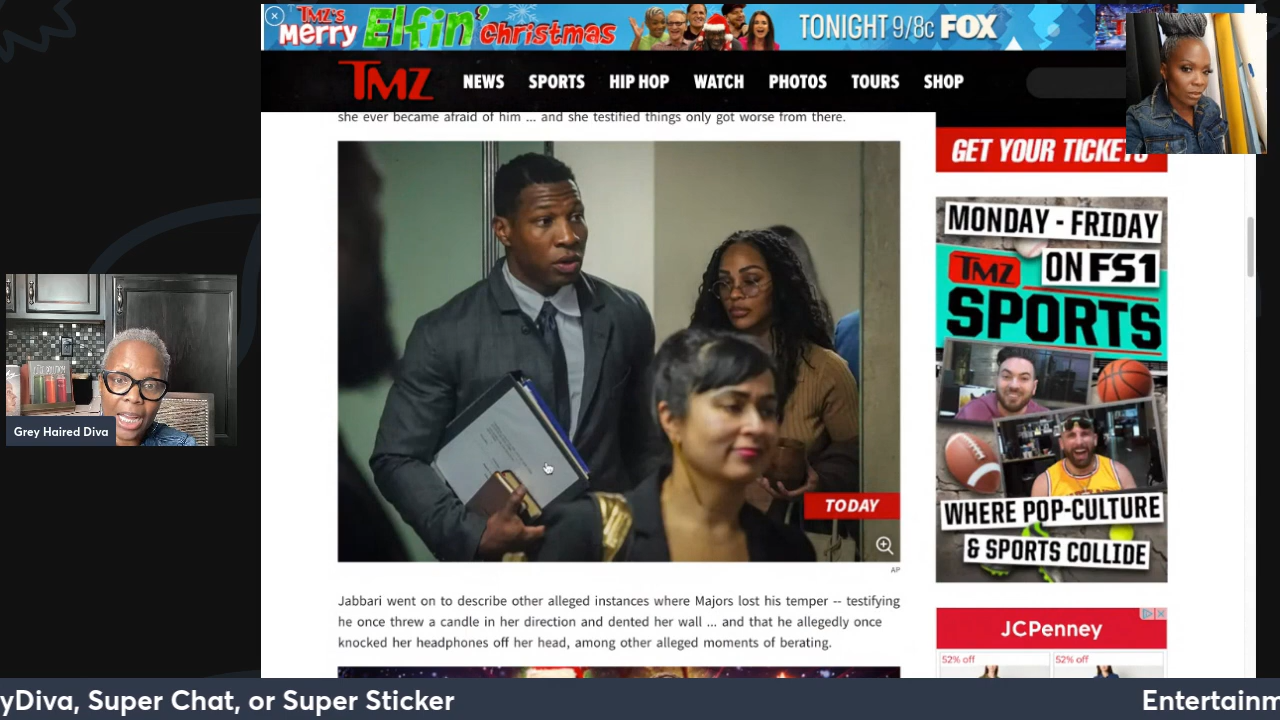 TMZ'S
Merry Elfin' Christmas
TONIGHT 9/8c FOX
TMZ
NEWS
SPORTS
HIP HOP
WATCH
PHOTOS
TOURS
SHOP
she ever became afraid of him ... and she testified things only got worse from there.
GET YOUR TICKETS
MONDAY - FRIDAY
TMZ ON FS1
SPORTS
WHERE POP-CULTURE
& SPORTS COLLIDE
Grey Haired Diva
TODAY
AP
Jabbari went on to describe other alleged instances where Majors lost his temper -- testifying
he once threw a candle in her direction and dented her wall ... and that he allegedly once
knocked her headphones off her head, among other alleged moments of berating.
JCPenney
52% off
52% off
yDiva, Super Chat, or Super Sticker
Entertainm